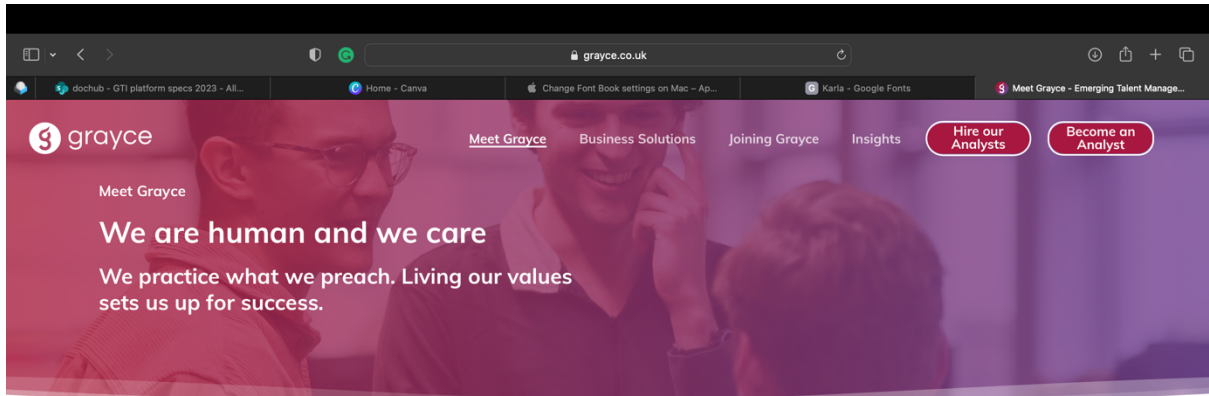 grayce.co.uk
dochub - GTI platform specs 2023 - All...
Home - Canva
Change Font Book settings on Mac – Ap...
G Karla - Google Fonts
Meet Grayce - Emerging Talent Manage...
grayce
Meet Grayce
Business Solutions
Joining Grayce
Insights
Hire our
Analysts
Become an
Analyst
Meet Grayce
We are human and we care
We practice what we preach. Living our values
sets us up for success.